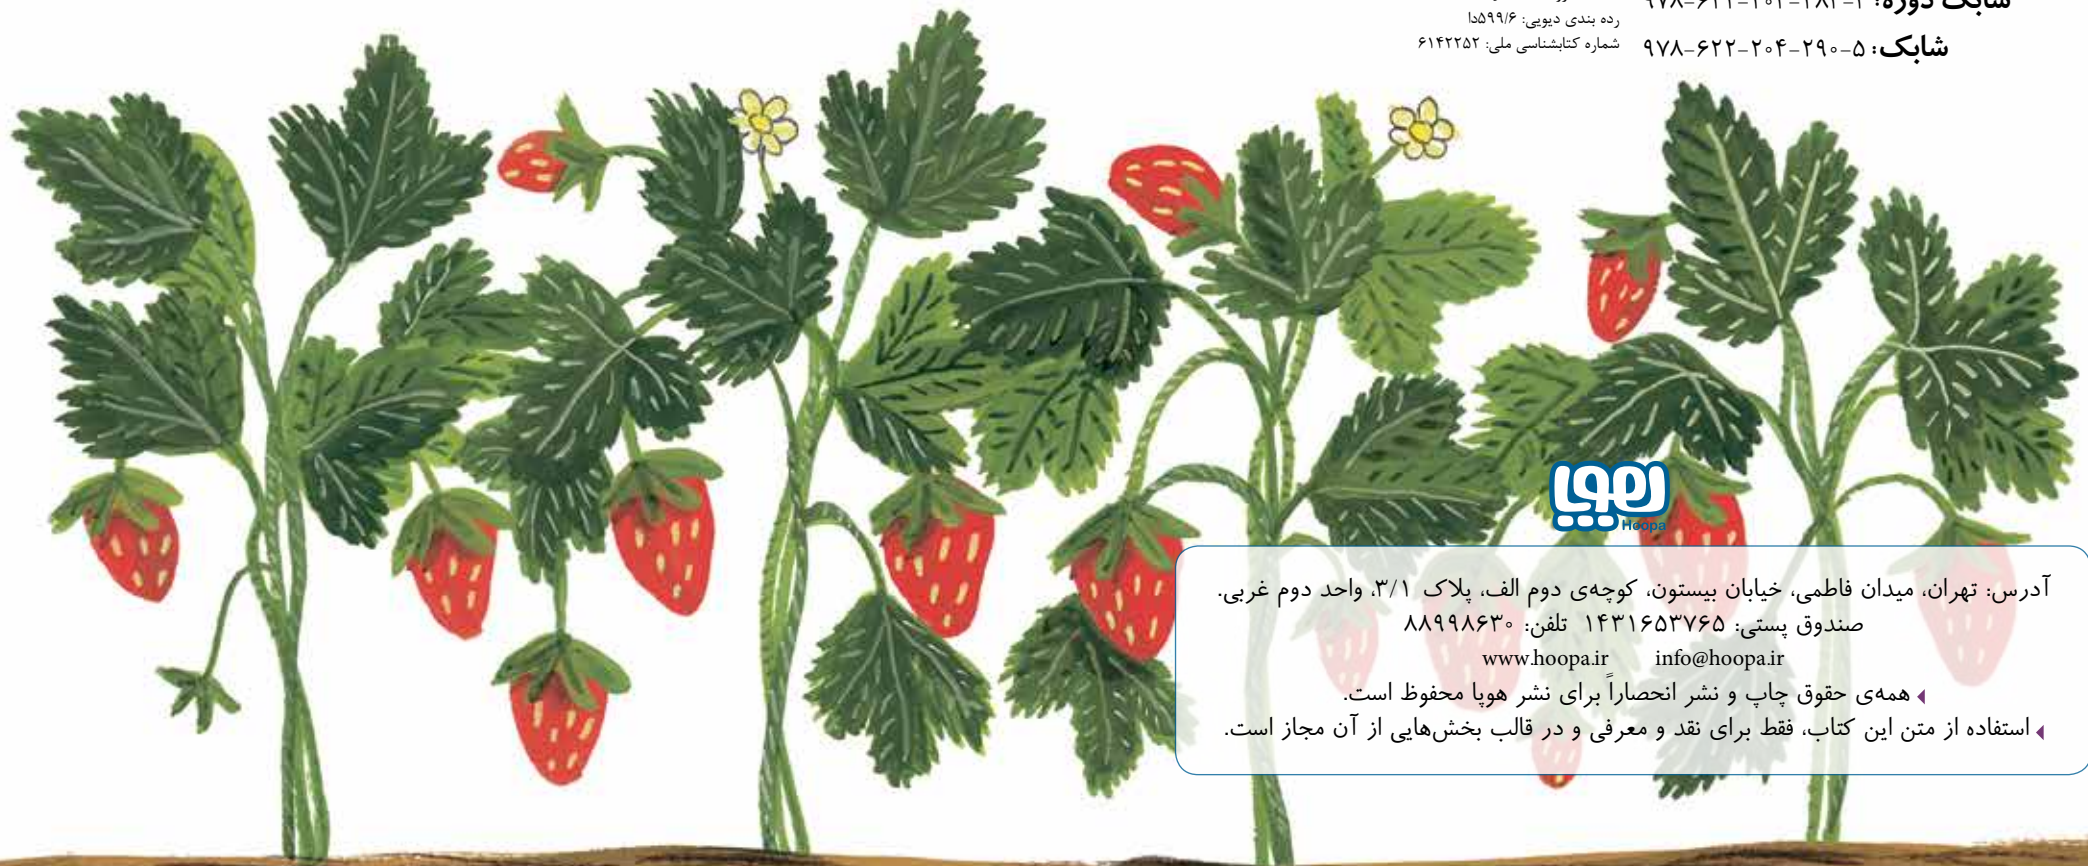 شابک دوره:
رده بندی دیویی: ۵۹۹/۶دا
شابک: ۵-۲۹۰-۲۰۴-۶۲۲-۹۷۸
شماره کتابشناسی ملی: ۶۱۴۲۲۵۲
هوپا
Hoopa
آدرس: تهران، میدان فاطمی، خیابان بیستون، کوچه‌ی دوم الف، پلاک ۳/۱، واحد دوم غربی.
صندوق پستی: ۱۴۳۱۶۵۳۷۶۵ تلفن: ۸۸۹۹۸۶۳۰
www.hoopa.ir info@hoopa.ir
همه‌ی حقوق چاپ و نشر انحصاراً برای نشر هوپا محفوظ است.
استفاده از متن این کتاب، فقط برای نقد و معرفی و در قالب بخش‌هایی از آن مجاز است.